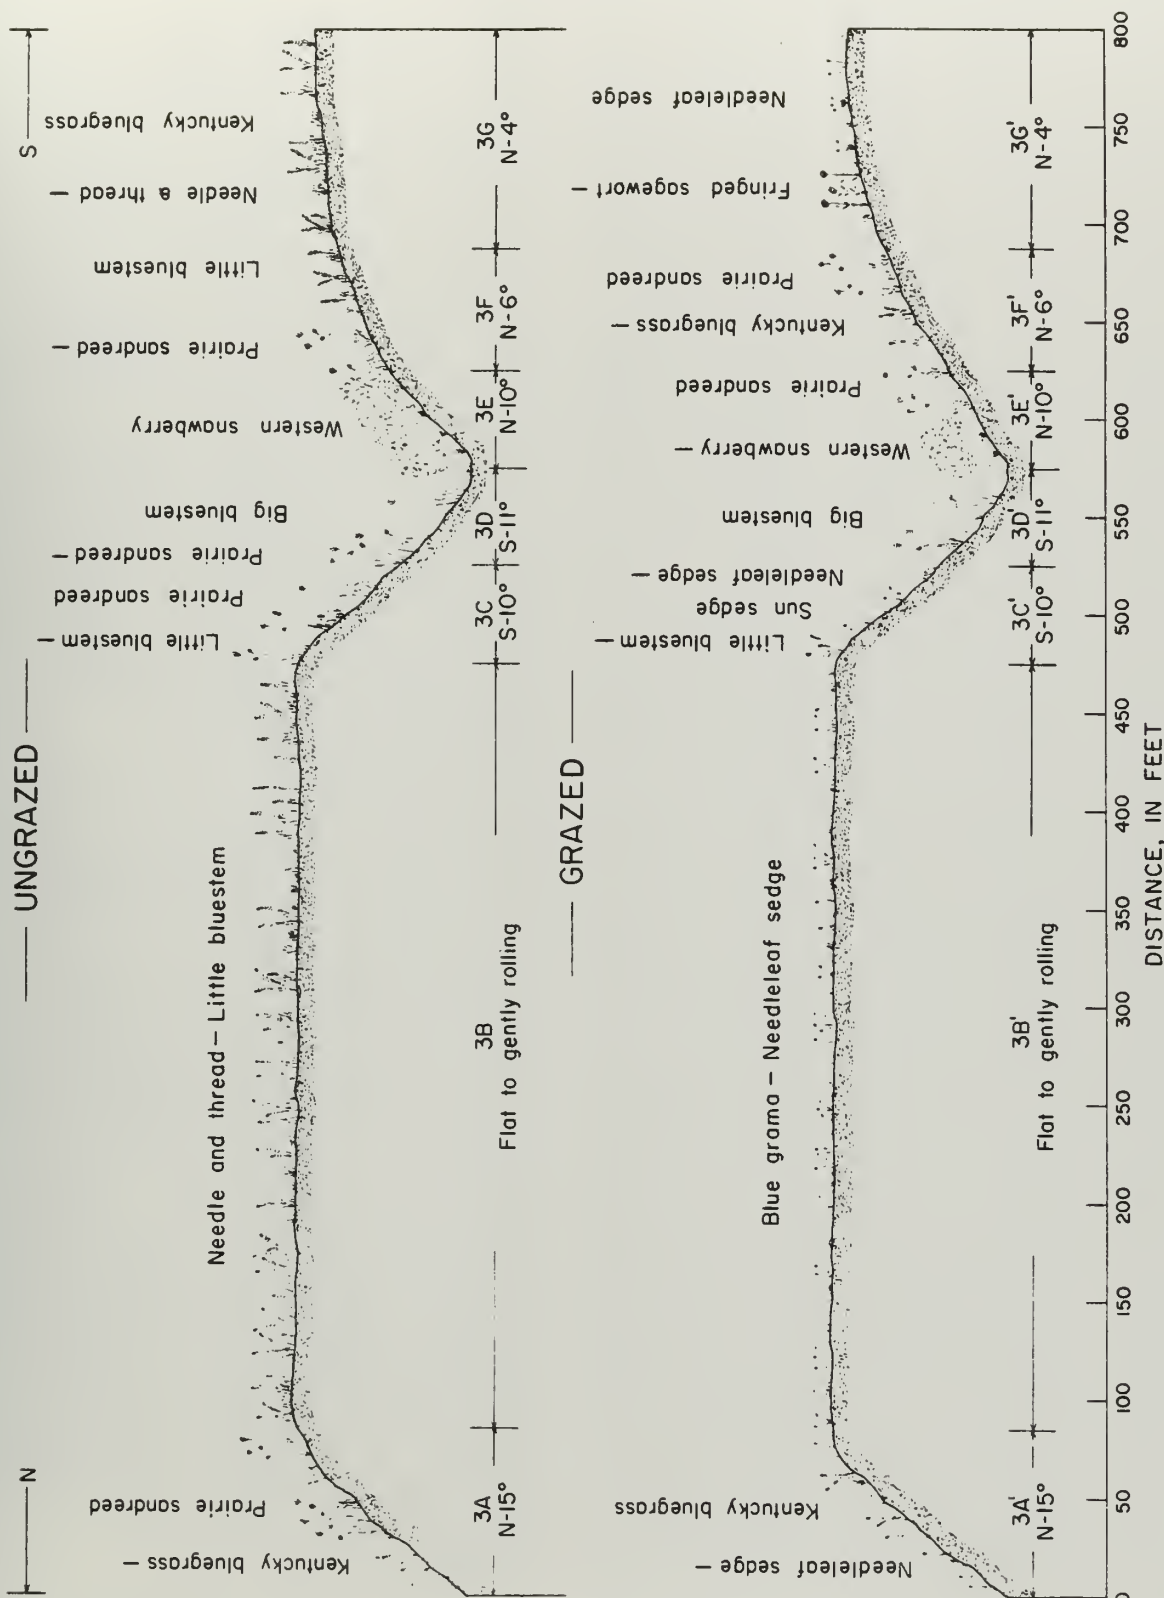 UNGRAZED
N
S
Kentucky bluegrass —
Prairie sandreed
Needle and thread — Little bluestem
Little bluestem —
Prairie sandreed
Prairie sandreed —
Big bluestem
Western snowberry
Prairie sandreed —
Little bluestem
Needle & thread —
Kentucky bluegrass
3A
N-15°
3B
Flat to gently rolling
3C
S-10°
3D
S-11°
3E
N-10°
3F
N-6°
3G
N-4°
GRAZED
Needleleaf sedge —
Kentucky bluegrass
Blue grama — Needleleaf sedge
Little bluestem —
Sun sedge
Needleleaf sedge —
Big bluestem
Western snowberry —
Prairie sandreed
Kentucky bluegrass —
Prairie sandreed
Fringed sagewort —
Needleleaf sedge
3A'
N-15°
3B'
Flat to gently rolling
3C'
S-10°
3D'
S-11°
3E'
N-10°
3F'
N-6°
3G'
N-4°
0 50 100 150 200 250 300 350 400 450 500 550 600 650 700 750 800
DISTANCE, IN FEET